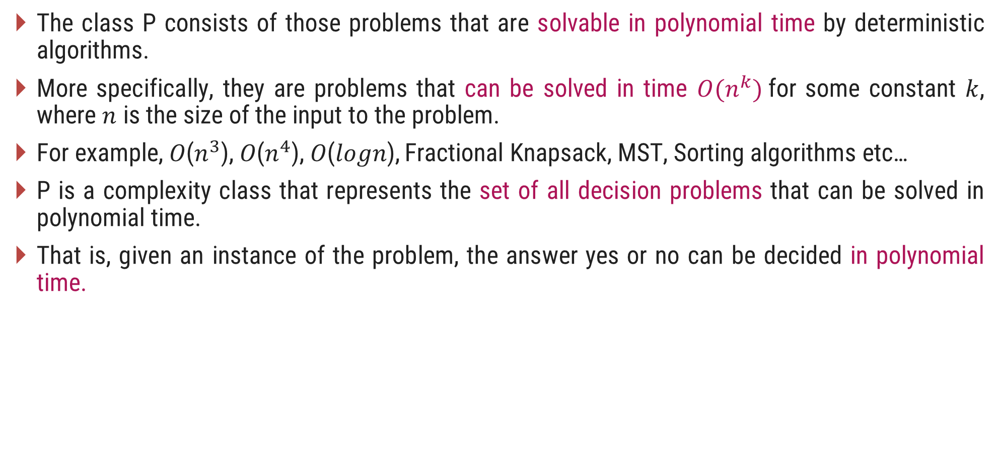 The class P consists of those problems that are solvable in polynomial time by deterministic
algorithms.
More specifically, they are problems that can be solved in time O(n^k) for some constant k,
where n is the size of the input to the problem.
For example, O(n³), O(n⁴), O(logn), Fractional Knapsack, MST, Sorting algorithms etc...
P is a complexity class that represents the set of all decision problems that can be solved in
polynomial time.
That is, given an instance of the problem, the answer yes or no can be decided in polynomial
time.